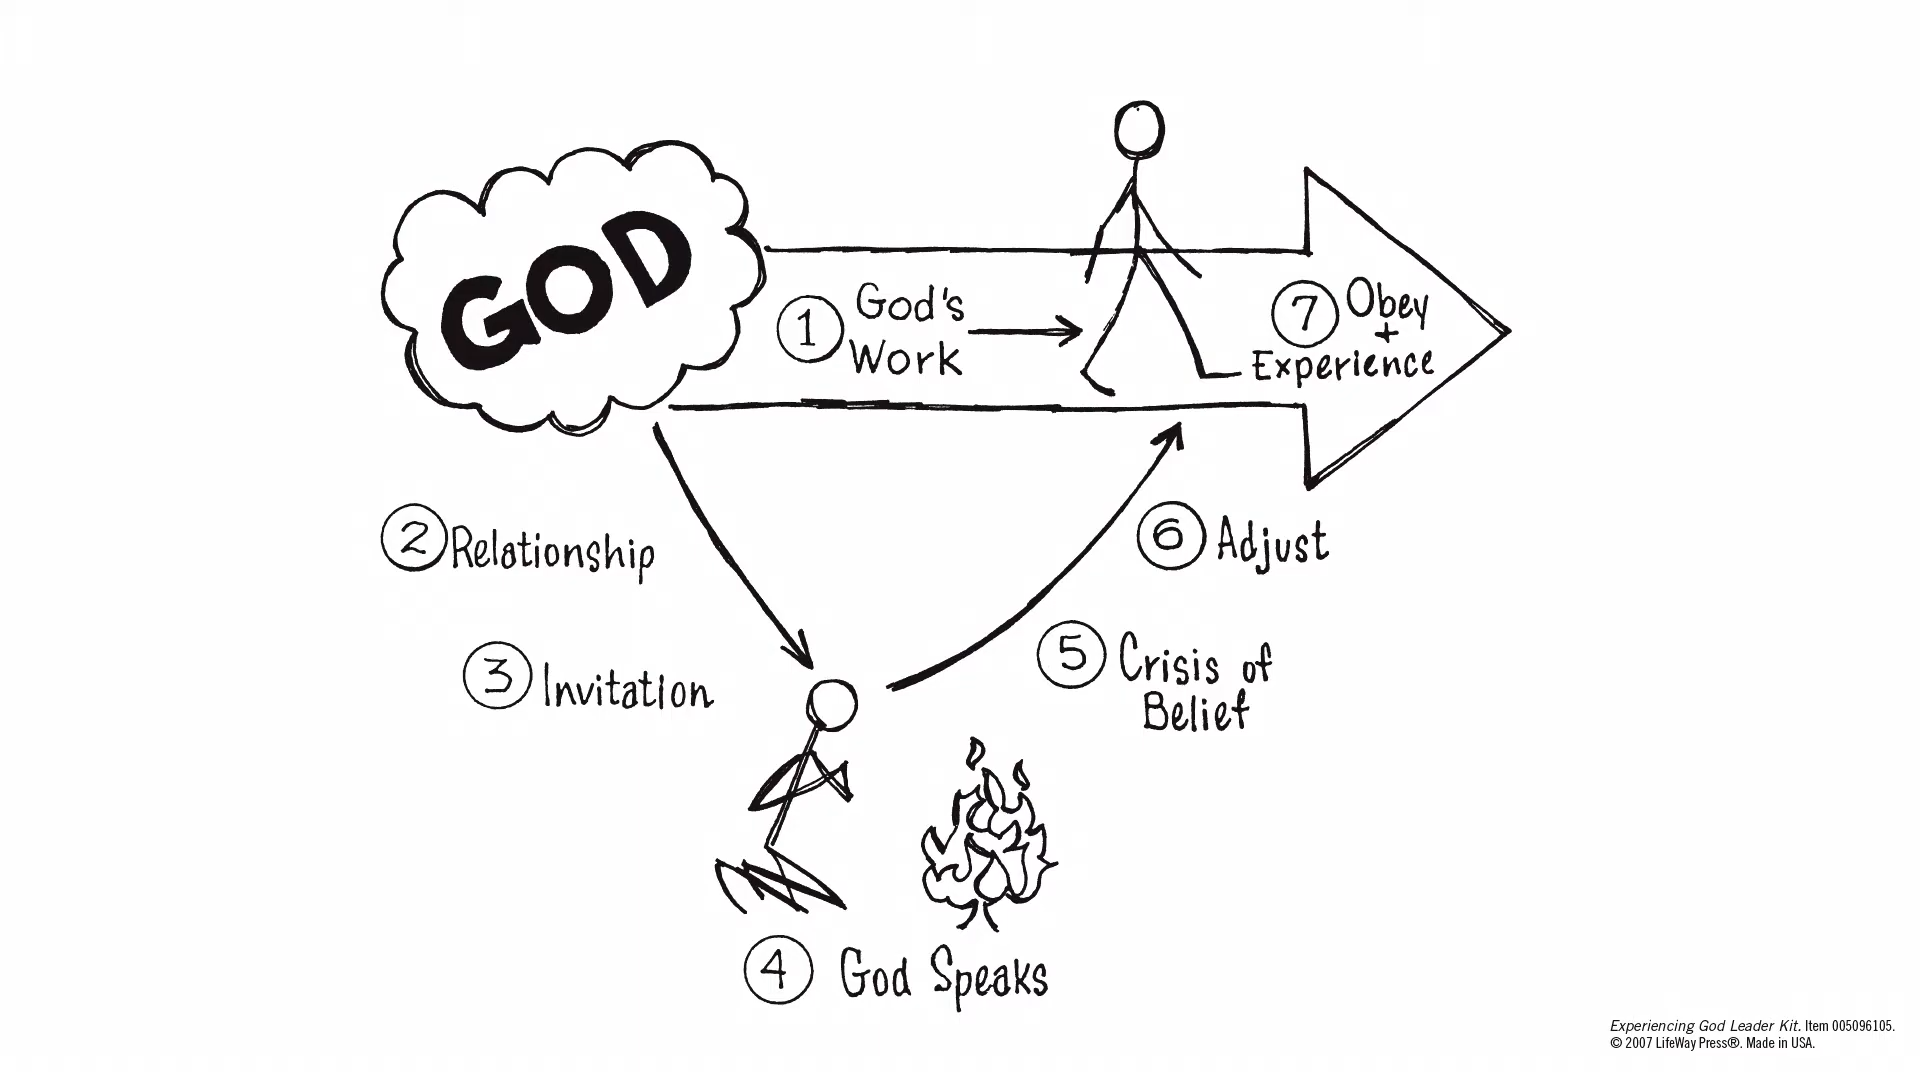 GOD
1 God's
Work
7 Obey
+
Experience
2 Relationship
6 Adjust
3 Invitation
5 Crisis of
Belief
4 God Speaks
Experiencing God Leader Kit. Item 005096105.
© 2007 LifeWay Press®. Made in USA.